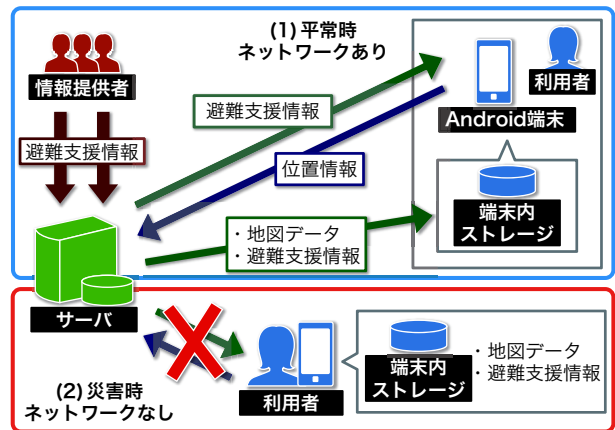 (1) 平常時
ネットワークあり
情報提供者
避難支援情報
避難支援情報
位置情報
・地図データ
・避難支援情報
利用者
Android端末
端末内
ストレージ
サーバ
(2) 災害時
ネットワークなし
利用者
端末内
ストレージ
・地図データ
・避難支援情報